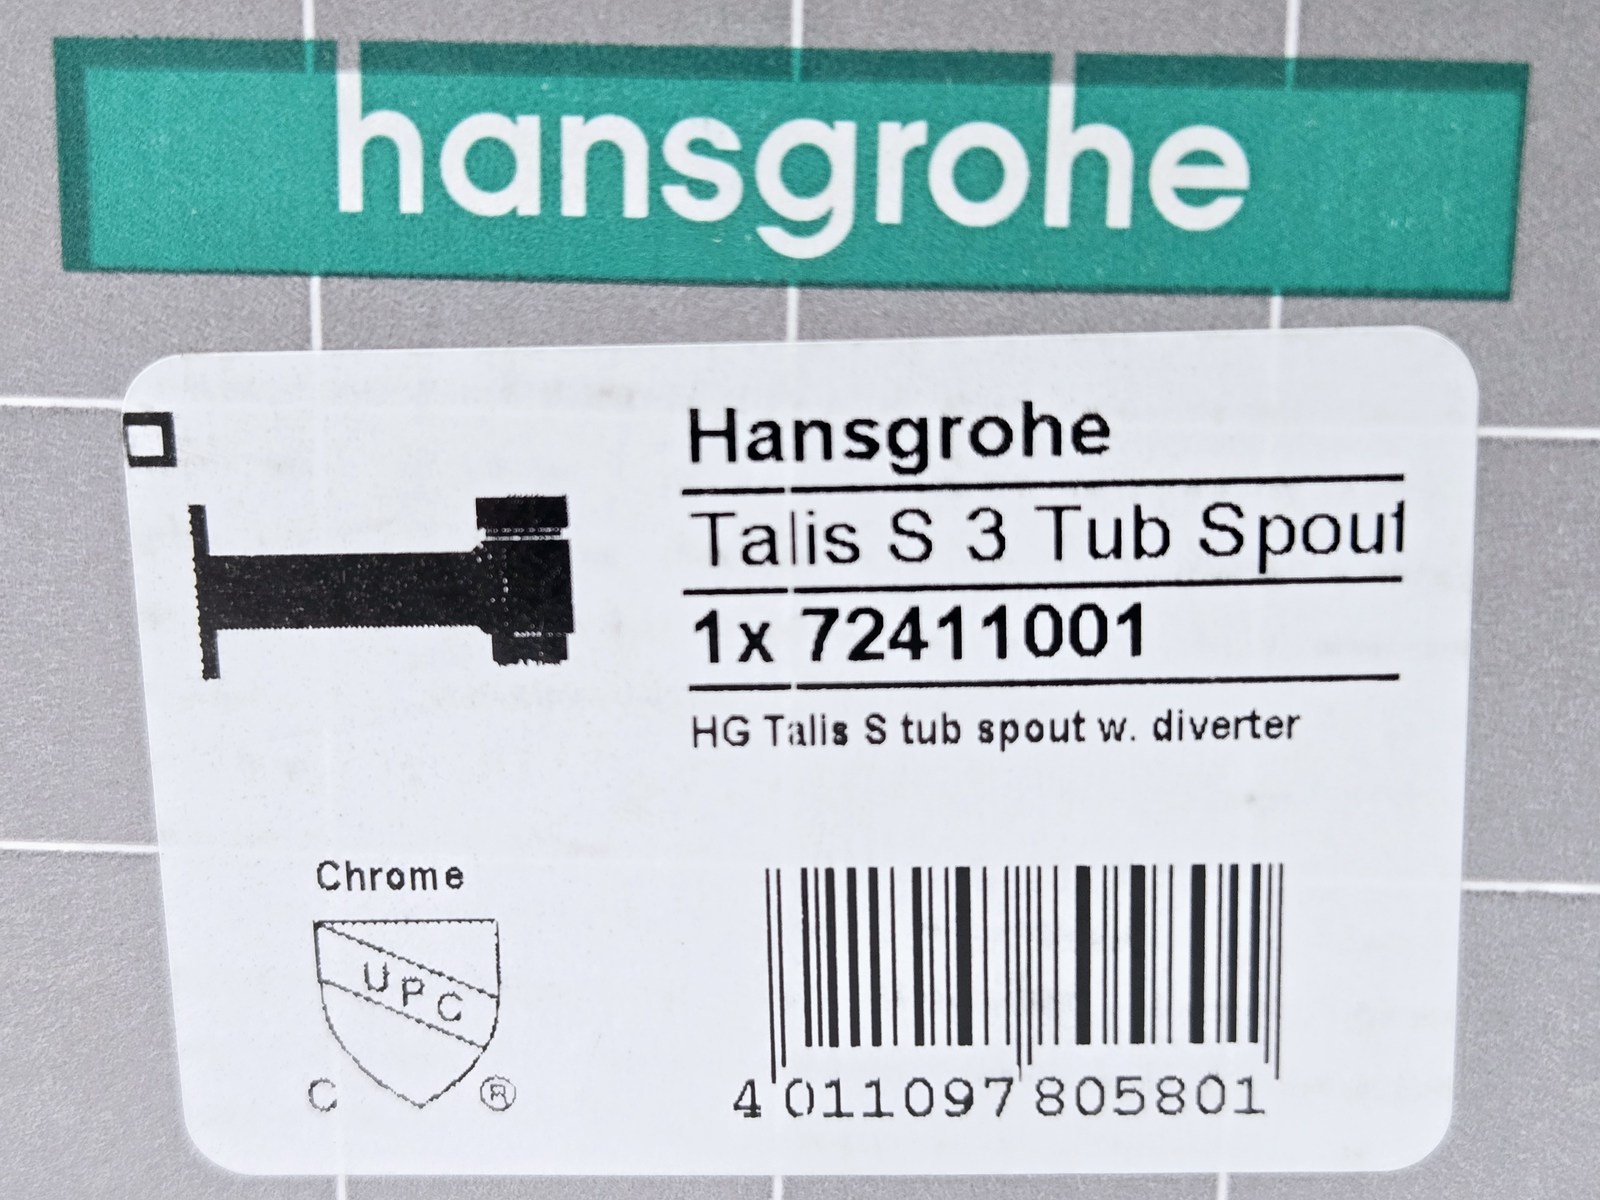 hansgrohe
Hansgrohe
Talis S 3 Tub Spout
1x 72411001
HG Talis S tub spout w. diverter
Chrome
UPC
C ®
4 011097 805801